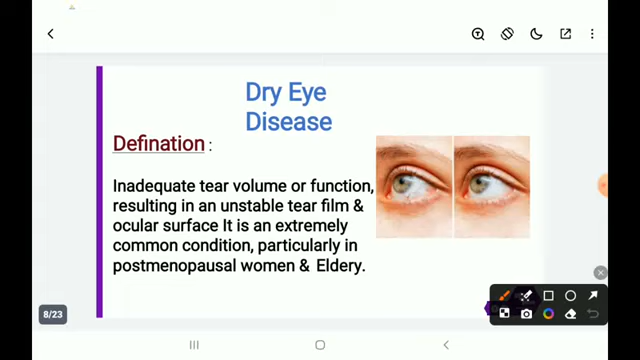 Dry Eye
Disease
Defination :
Inadequate tear volume or function,
resulting in an unstable tear film &
ocular surface It is an extremely
common condition, particularly in
postmenopausal women & Eldery.
8/23